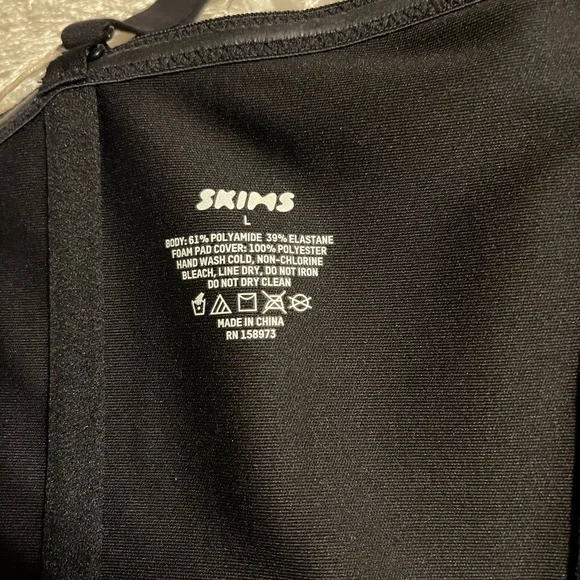 SKIMS
L
BODY: 61% POLYAMIDE 39% ELASTANE
FOAM PAD COVER: 100% POLYESTER
HAND WASH COLD, NON-CHLORINE
BLEACH, LINE DRY, DO NOT IRON
DO NOT DRY CLEAN
MADE IN CHINA
RN 158973